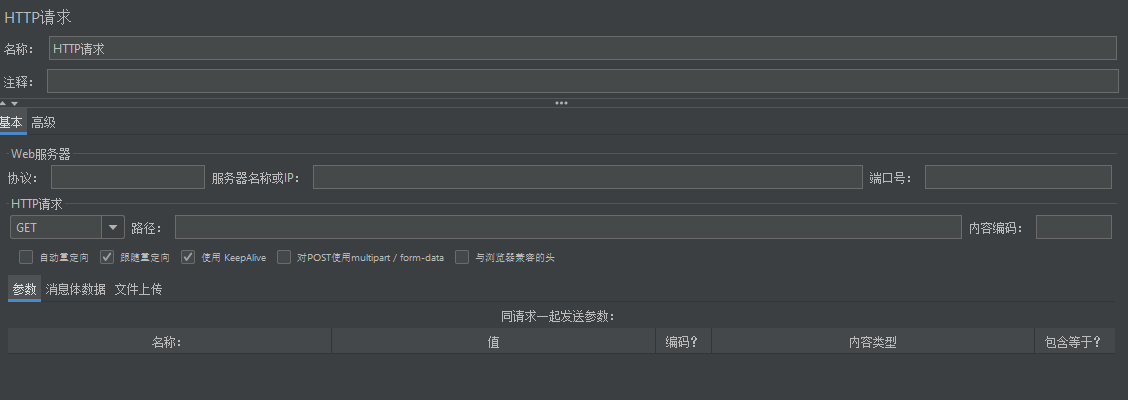 HTTP请求
名称： HTTP请求
注释：
基本 高级
Web服务器
协议： 服务器名称或IP： 端口号：
HTTP请求
GET 路径： 内容编码：
自动重定向 跟随重定向 使用 KeepAlive 对POST使用multipart / form-data 与浏览器兼容的头
参数 消息体数据 文件上传
同请求一起发送参数：
名称： 值 编码？ 内容类型 包含等于？